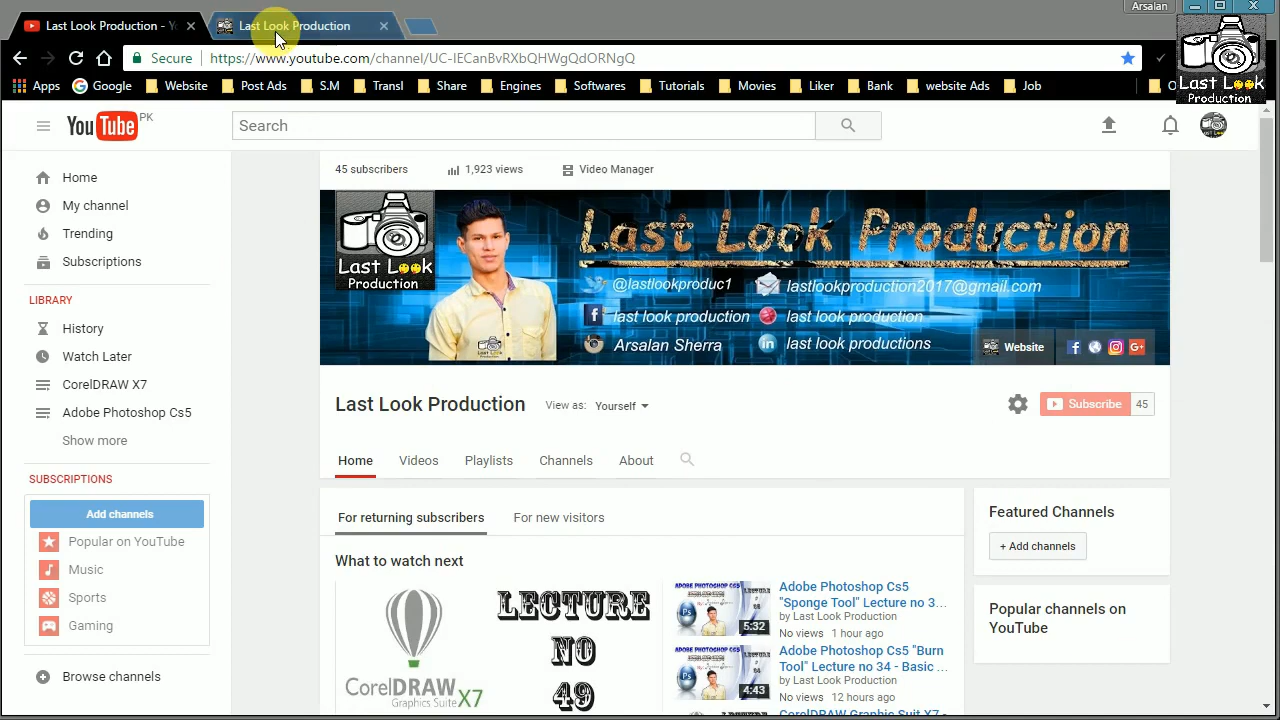 Arsalan
Last Look Production - Yo
Last Look Production
Secure
https://www.youtube.com/channel/UC-IECanBvRXbQHWgQdORNgQ
Last Look
Production
Apps
Google
Website
Post Ads
S.M
Transl
Share
Engines
Softwares
Tutorials
Movies
Liker
Bank
website Ads
Job
O
YouTube PK
Search
Home
My channel
Trending
Subscriptions
LIBRARY
History
Watch Later
CorelDRAW X7
Adobe Photoshop Cs5
Show more
SUBSCRIPTIONS
Add channels
Popular on YouTube
Music
Sports
Gaming
Browse channels
45 subscribers
1,923 views
Video Manager
Last Look
Production
Last Look Production
@lastlookproduc1
lastlookproduction2017@gmail.com
last look production
last look production
Arsalan Sherra
last look productions
Website
Last Look Production
View as: Yourself
Subscribe
45
Home
Videos
Playlists
Channels
About
For returning subscribers
For new visitors
What to watch next
CorelDRAW
Graphics Suite X7
LECTURE
NO
49
5:32
Adobe Photoshop Cs5
"Sponge Tool" Lecture no 3...
by Last Look Production
No views 1 hour ago
4:43
Adobe Photoshop Cs5 "Burn
Tool" Lecture no 34 - Basic ...
by Last Look Production
No views 12 hours ago
CorelDRAW Graphic Suit X7 -
Featured Channels
+ Add channels
Popular channels on
YouTube